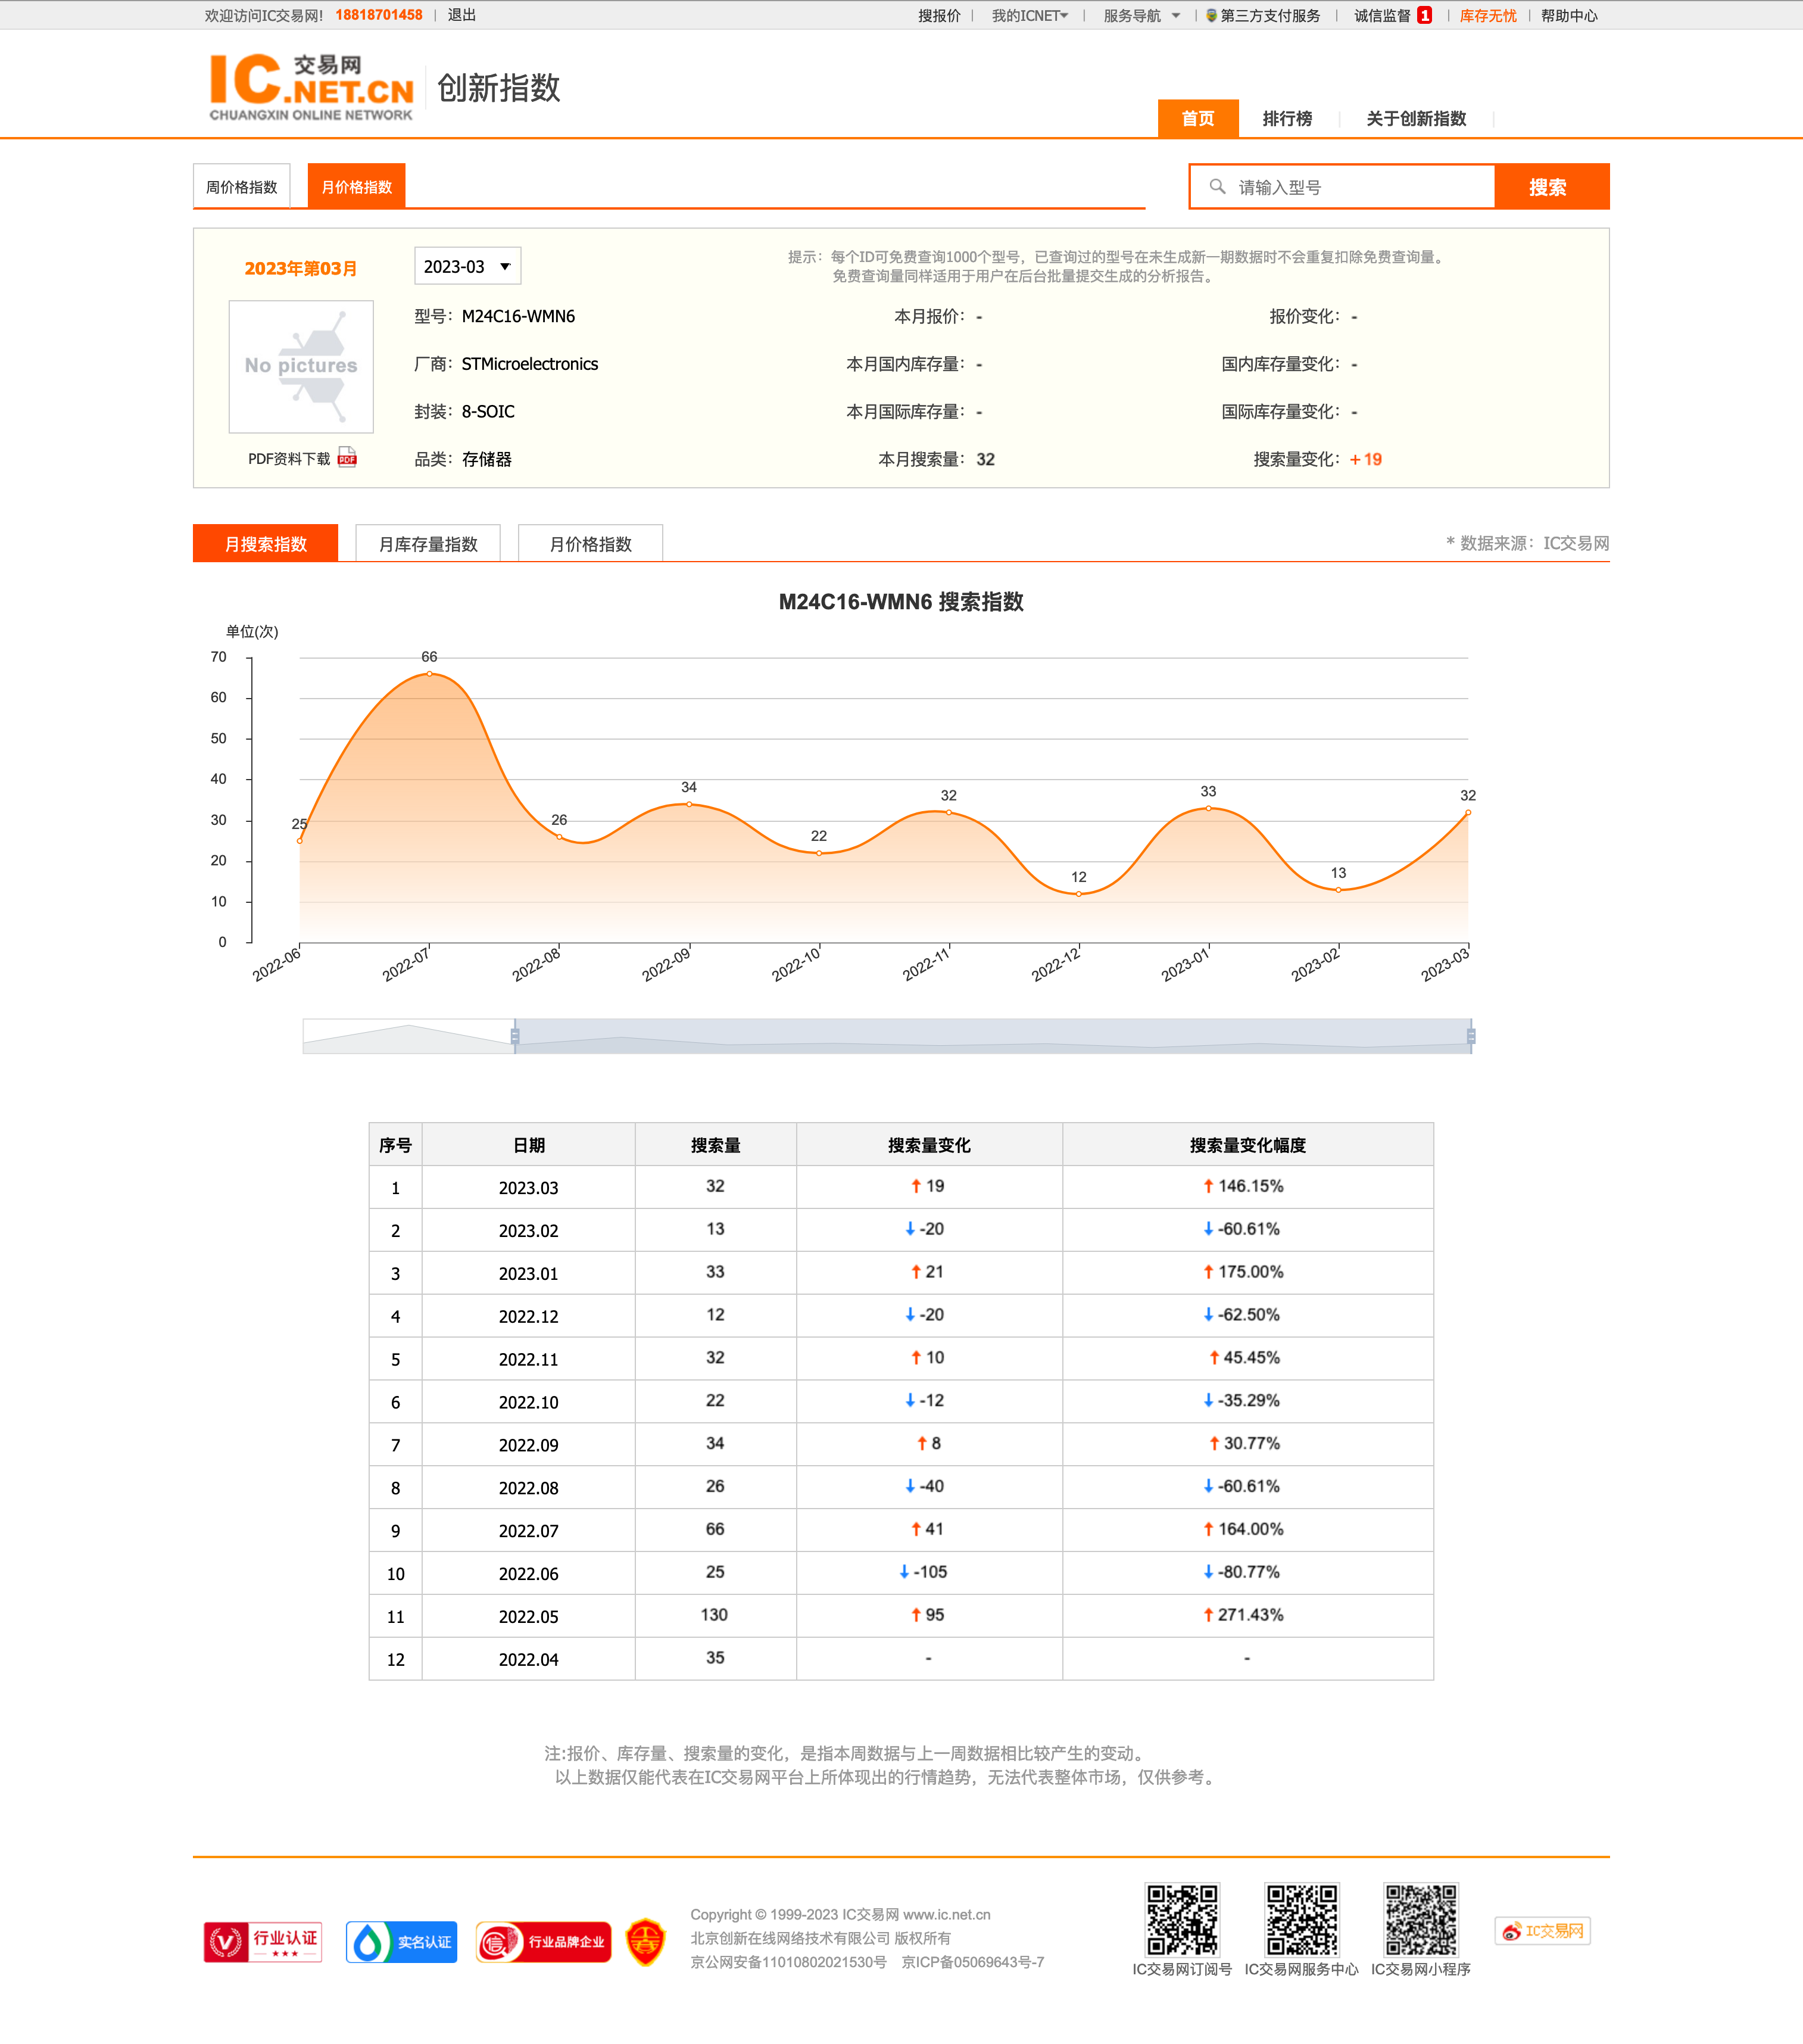 欢迎访问IC交易网! 18818701458 | 退出 搜报价 | 我的ICNET | 服务导航 | 第三方支付服务 | 诚信监督 1 | 库存无忧 | 帮助中心
IC 交易网 .NET.CN
CHUANGXIN ONLINE NETWORK
创新指数
首页 排行榜 关于创新指数
周价格指数 月价格指数 请输入型号 搜索
2023年第03月 2023-03
提示：每个ID可免费查询1000个型号，已查询过的型号在未生成新一期数据时不会重复扣除免费查询量。
免费查询量同样适用于用户在后台批量提交生成的分析报告。
No pictures
PDF资料下载 PDF
型号：M24C16-WMN6 本月报价：- 报价变化：-
厂商：STMicroelectronics 本月国内库存量：- 国内库存量变化：-
封装：8-SOIC 本月国际库存量：- 国际库存量变化：-
品类：存储器 本月搜索量：32 搜索量变化：+19
月搜索指数 月库存量指数 月价格指数 * 数据来源：IC交易网
M24C16-WMN6 搜索指数
单位(次)
70
60
50
40
30
20
10
0
25 66 26 34 22 32 12 33 13 32
2022-06 2022-07 2022-08 2022-09 2022-10 2022-11 2022-12 2023-01 2023-02 2023-03
序号 日期 搜索量 搜索量变化 搜索量变化幅度
1 2023.03 32 ↑19 ↑146.15%
2 2023.02 13 ↓-20 ↓-60.61%
3 2023.01 33 ↑21 ↑175.00%
4 2022.12 12 ↓-20 ↓-62.50%
5 2022.11 32 ↑10 ↑45.45%
6 2022.10 22 ↓-12 ↓-35.29%
7 2022.09 34 ↑8 ↑30.77%
8 2022.08 26 ↓-40 ↓-60.61%
9 2022.07 66 ↑41 ↑164.00%
10 2022.06 25 ↓-105 ↓-80.77%
11 2022.05 130 ↑95 ↑271.43%
12 2022.04 35 - -
注:报价、库存量、搜索量的变化，是指本周数据与上一周数据相比较产生的变动。
以上数据仅能代表在IC交易网平台上所体现出的行情趋势，无法代表整体市场，仅供参考。
行业认证 实名认证 信 行业品牌企业
Copyright © 1999-2023 IC交易网 www.ic.net.cn
北京创新在线网络技术有限公司 版权所有
京公网安备11010802021530号 京ICP备05069643号-7
IC交易网订阅号 IC交易网服务中心 IC交易网小程序
IC交易网